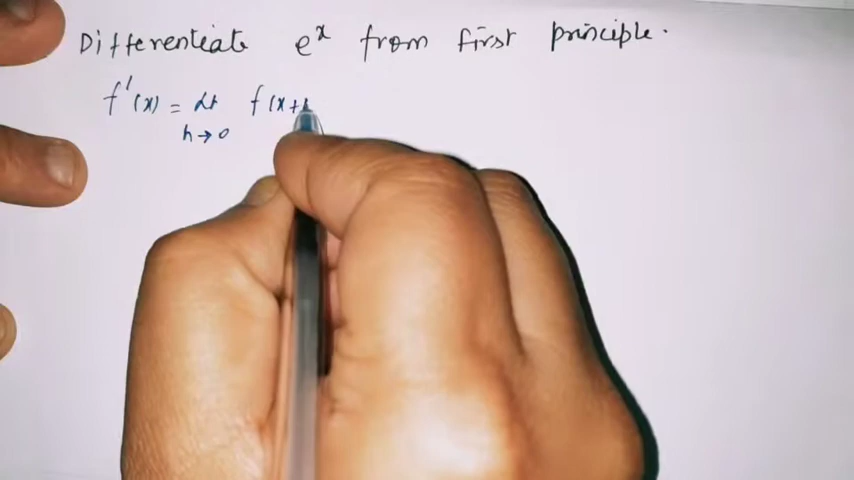 Differentiate e^x from first principle.
f'(x) = Lt f(x+h
h→0